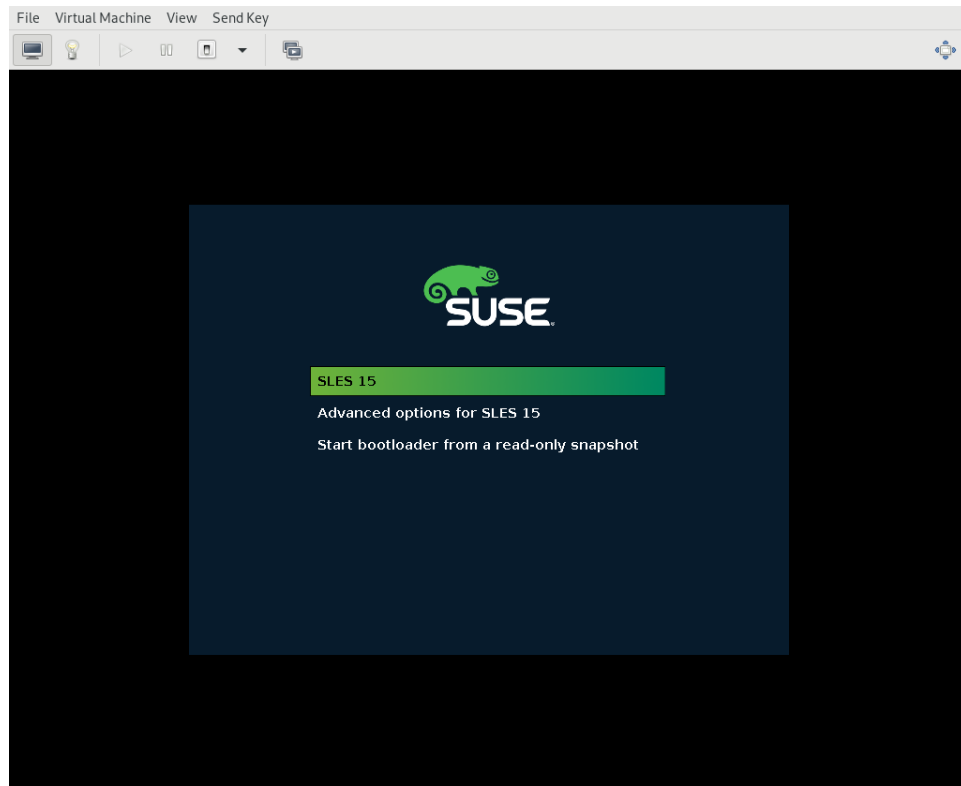 File Virtual Machine View Send Key
SUSE
SLES 15
Advanced options for SLES 15
Start bootloader from a read-only snapshot